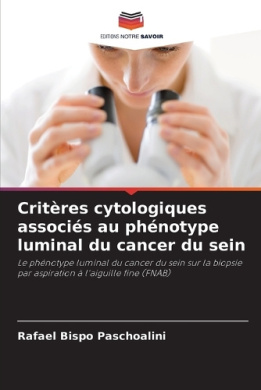 EDITIONS NOTRE SAVOIR
Critères cytologiques
associés au phénotype
luminal du cancer du sein
Le phénotype luminal du cancer du sein sur la biopsie
par aspiration à l'aiguille fine (FNAB)
Rafael Bispo Paschoalini